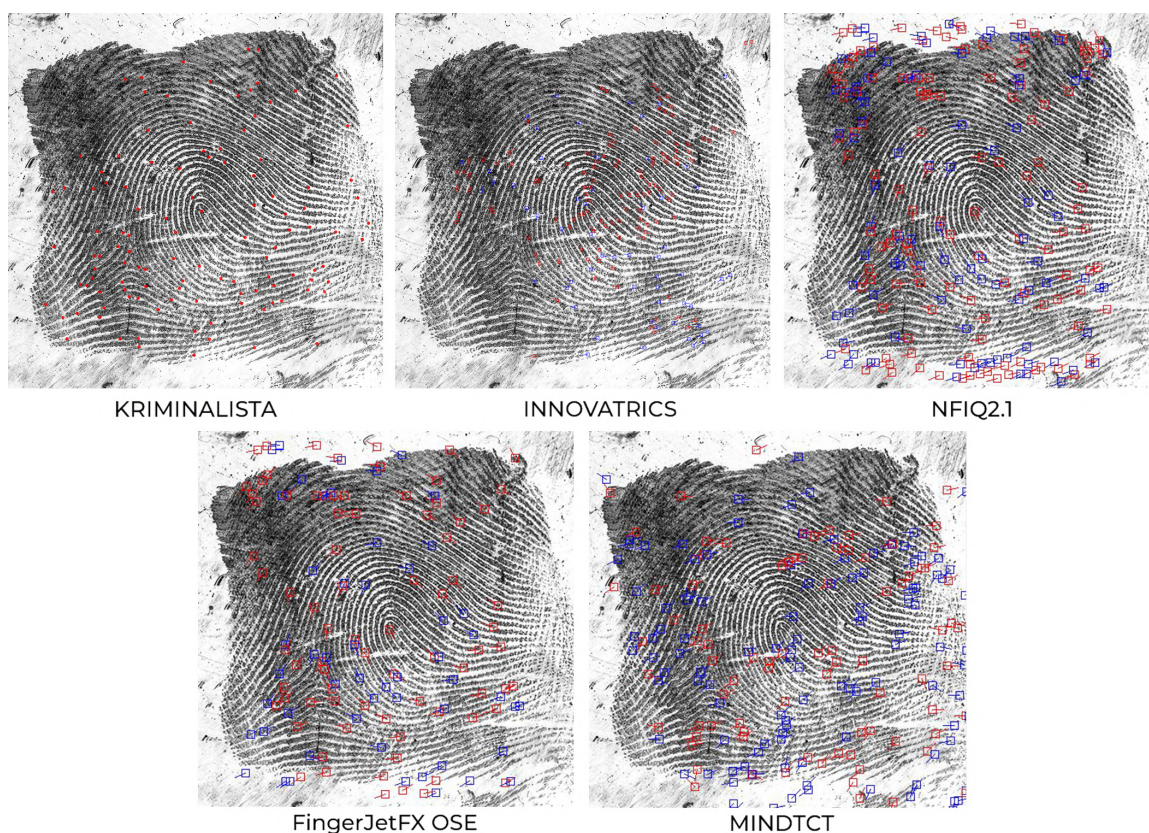 KRIMINALISTA
INNOVATRICS
NFIQ2.1
FingerJetFX OSE
MINDTCT